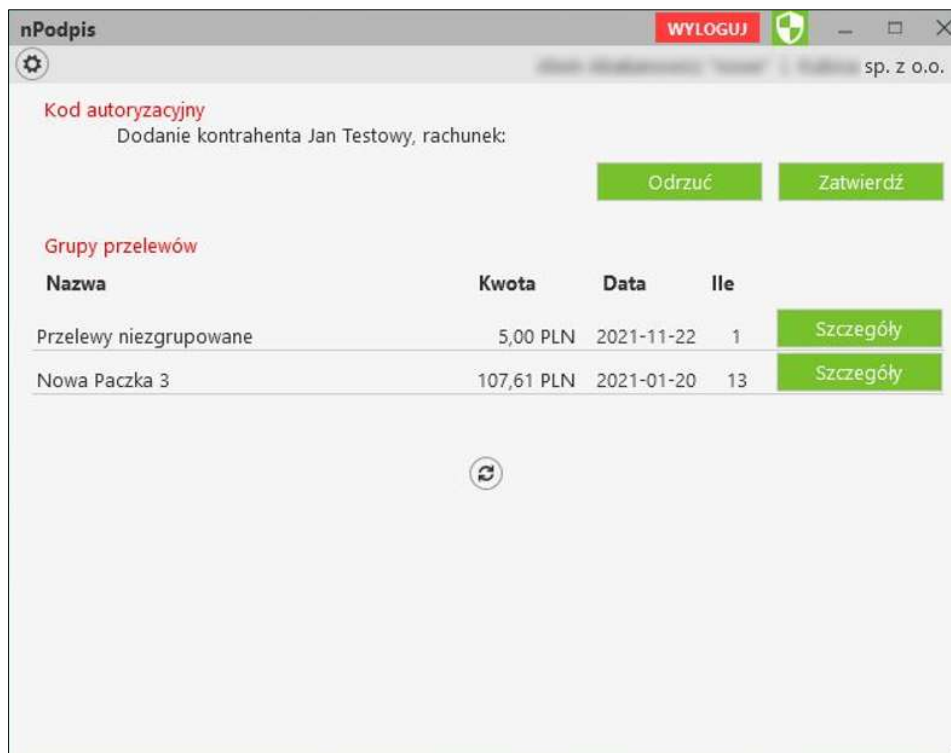 nPodpis WYLOGUJ
sp. z o.o.
Kod autoryzacyjny
Dodanie kontrahenta Jan Testowy, rachunek:
Odrzuć Zatwierdź
Grupy przelewów
Nazwa Kwota Data Ile
Przelewy niezgrupowane 5,00 PLN 2021-11-22 1 Szczegóły
Nowa Paczka 3 107,61 PLN 2021-01-20 13 Szczegóły